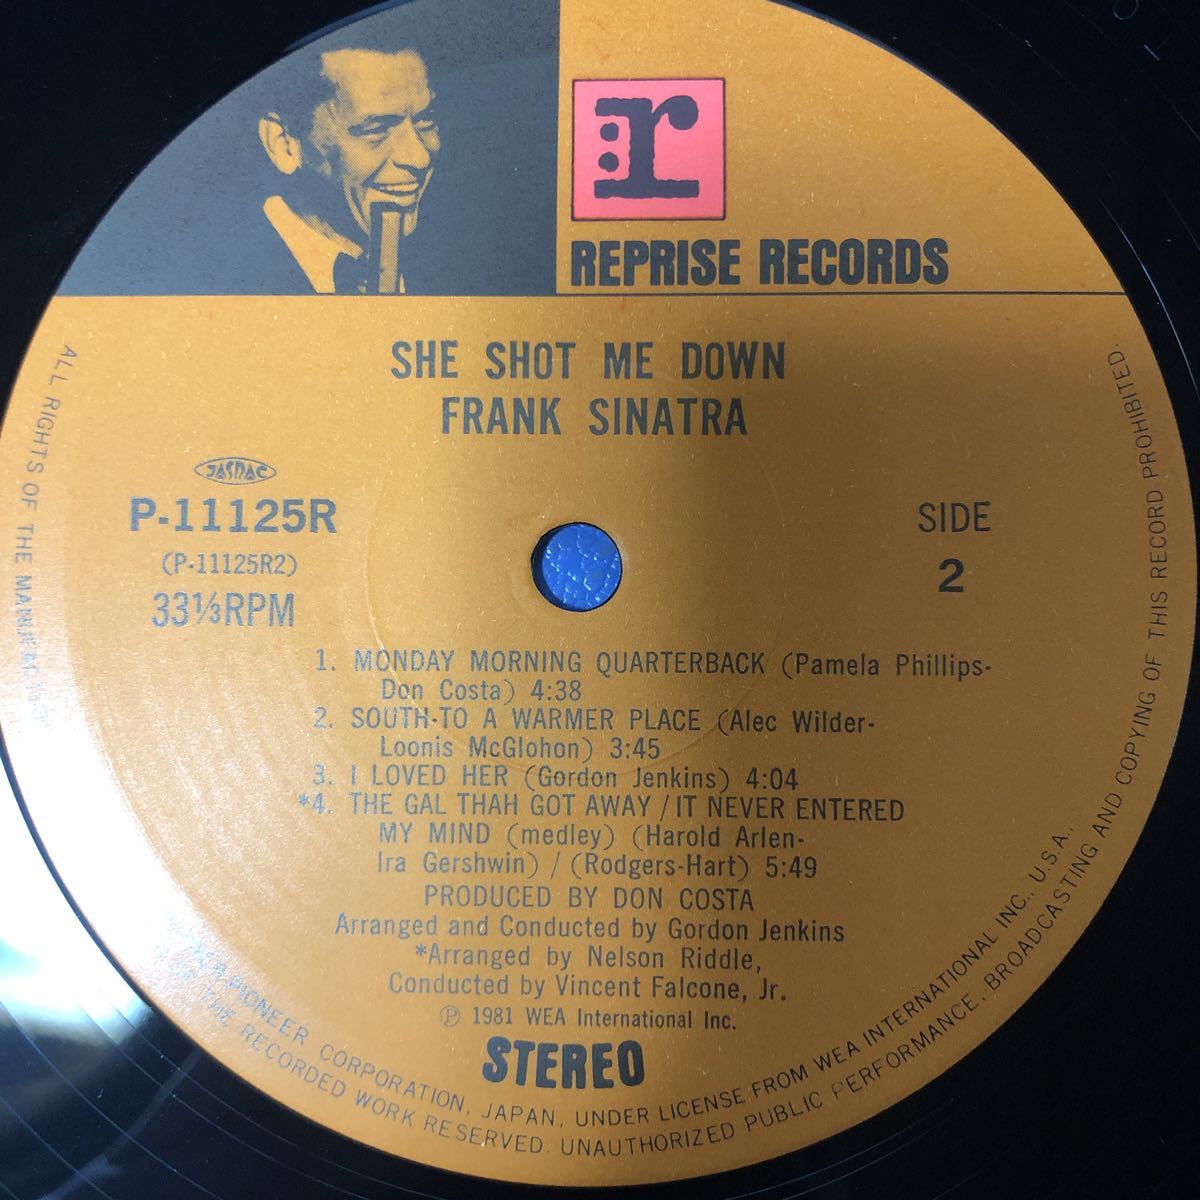 r
REPRISE RECORDS
SHE SHOT ME DOWN
FRANK SINATRA
JASRAC
P-11125R
(P-11125R2)
33⅓RPM
SIDE
2
1. MONDAY MORNING QUARTERBACK (Pamela Phillips-
Don Costa) 4:38
2. SOUTH-TO A WARMER PLACE (Alec Wilder-
Loonis McGlohon) 3:45
3. I LOVED HER (Gordon Jenkins) 4:04
*4. THE GAL THAH GOT AWAY/IT NEVER ENTERED
MY MIND (medley) (Harold Arlen-
Ira Gershwin) / (Rodgers-Hart) 5:49
PRODUCED BY DON COSTA
Arranged and Conducted by Gordon Jenkins
*Arranged by Nelson Riddle,
Conducted by Vincent Falcone, Jr.
℗ 1981 WEA International Inc.
STEREO
PIONEER CORPORATION, JAPAN, UNDER LICENSE FROM WEA INTERNATIONAL INC., U.S.A.,
ALL RIGHTS OF THE THE RECORDED WORK RESERVED. UNAUTHORIZED PUBLIC PERFORMANCE, BROADCASTING AND COPYING OF THIS RECORD PROHIBITED.